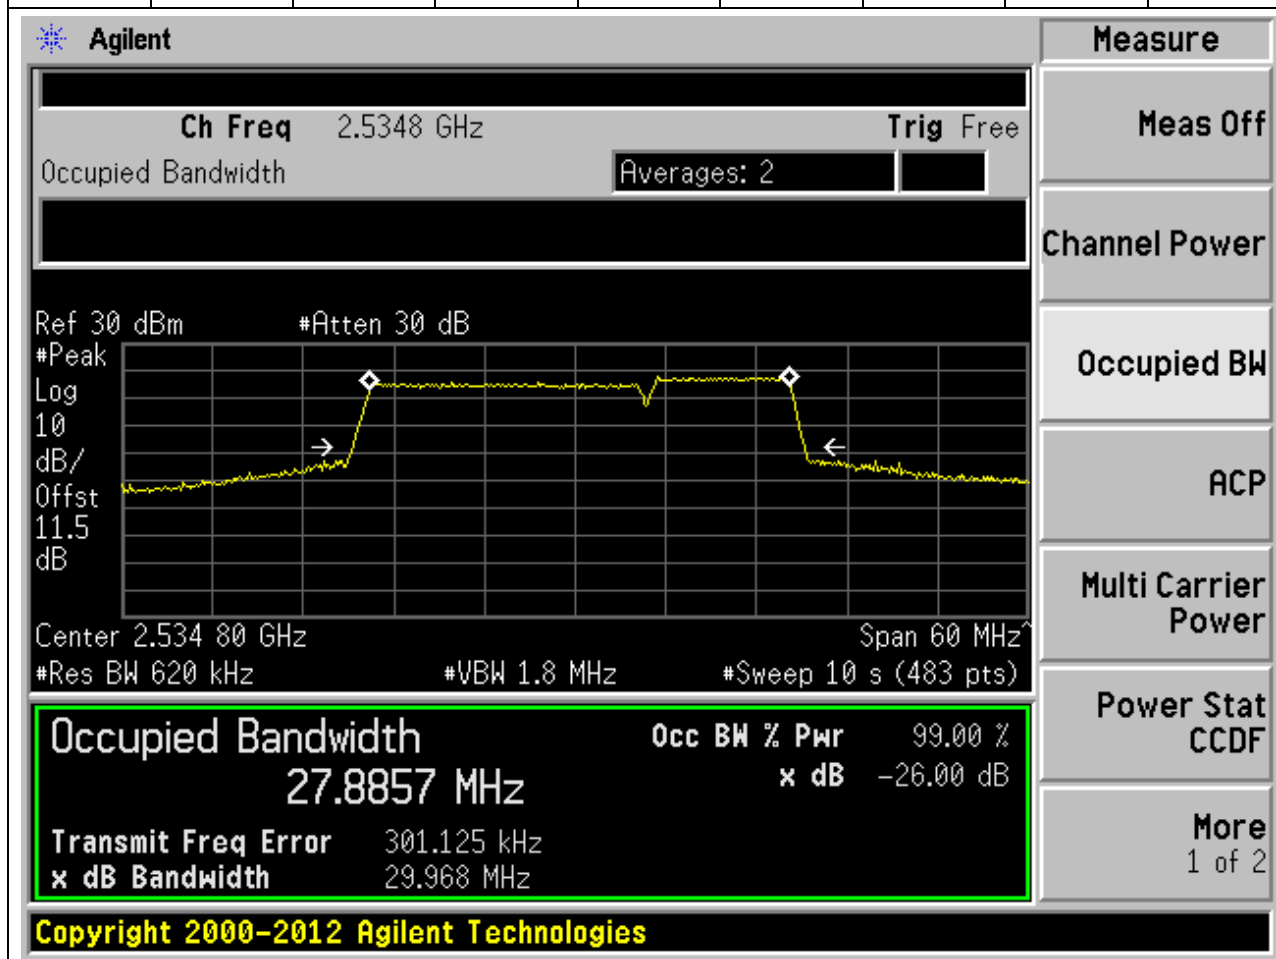 Agilent
Measure
Ch Freq 2.5348 GHz Trig Free
Occupied Bandwidth Averages: 2
Meas Off
Channel Power
Occupied BW
ACP
Multi Carrier
Power
Power Stat
CCDF
More
1 of 2
Ref 30 dBm #Atten 30 dB
#Peak
Log
10
dB/
Offst
11.5
dB
Center 2.534 80 GHz Span 60 MHz^
#Res BW 620 kHz #VBW 1.8 MHz #Sweep 10 s (483 pts)
Occupied Bandwidth Occ BW % Pwr 99.00 %
27.8857 MHz x dB -26.00 dB
Transmit Freq Error 301.125 kHz
x dB Bandwidth 29.968 MHz
Copyright 2000-2012 Agilent Technologies